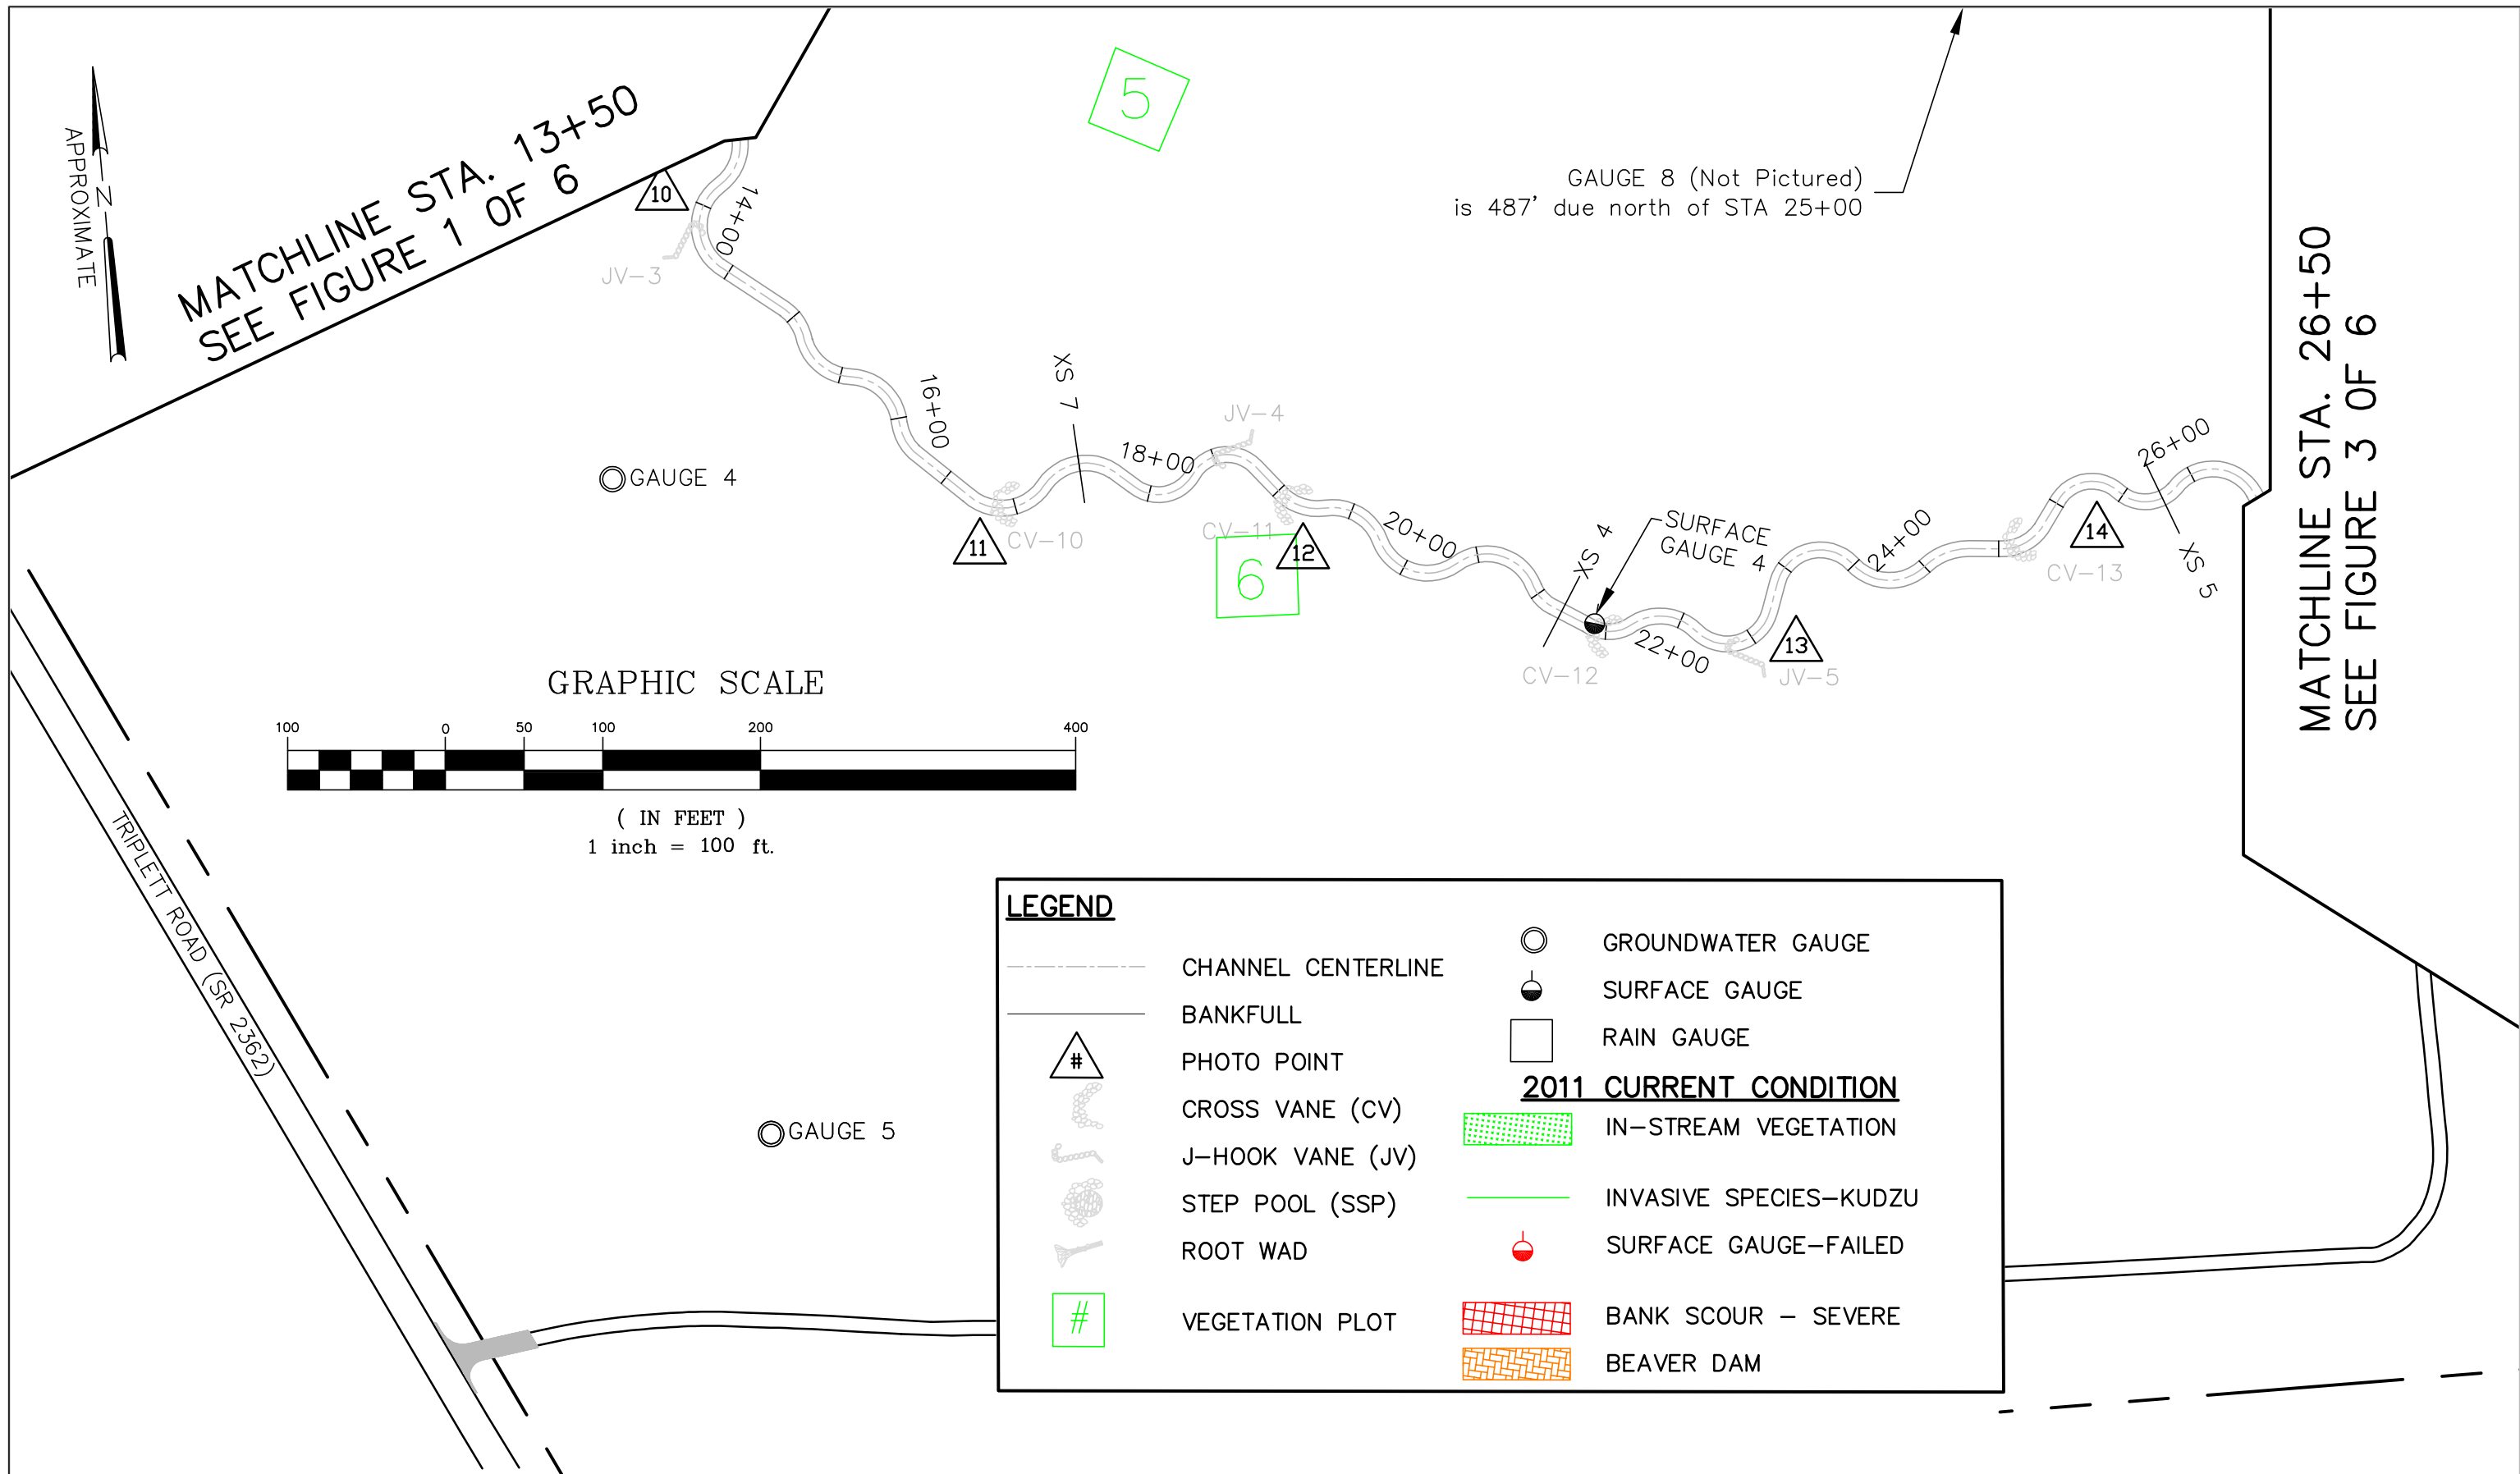 MATCHLINE STA. 13+50
SEE FIGURE 1 OF 6
N
APPROXIMATE
10
14+00
JV-3
5
GAUGE 8 (Not Pictured)
is 487' due north of STA 25+00
MATCHLINE STA. 26+50
SEE FIGURE 3 OF 6
16+00
XS 7
GAUGE 4
11
CV-10
18+00
JV-4
CV-11
12
6
20+00
XS 4
SURFACE
GAUGE 4
CV-12
22+00
13
JV-5
24+00
CV-13
14
26+00
XS 5
GRAPHIC SCALE
100 0 50 100 200 400
( IN FEET )
1 inch = 100 ft.
TRIPLETT ROAD (SR 2362)
GAUGE 5
LEGEND
CHANNEL CENTERLINE
BANKFULL
# PHOTO POINT
CROSS VANE (CV)
J-HOOK VANE (JV)
STEP POOL (SSP)
ROOT WAD
# VEGETATION PLOT
GROUNDWATER GAUGE
SURFACE GAUGE
RAIN GAUGE
2011 CURRENT CONDITION
IN-STREAM VEGETATION
INVASIVE SPECIES-KUDZU
SURFACE GAUGE-FAILED
BANK SCOUR - SEVERE
BEAVER DAM